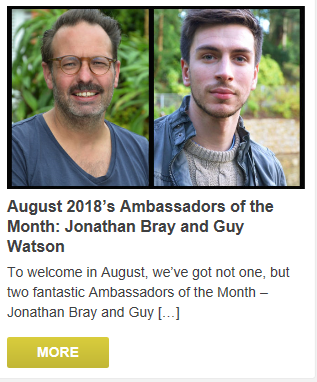 August 2018’s Ambassadors of the
Month: Jonathan Bray and Guy
Watson
To welcome in August, we’ve got not one, but
two fantastic Ambassadors of the Month –
Jonathan Bray and Guy […]
MORE